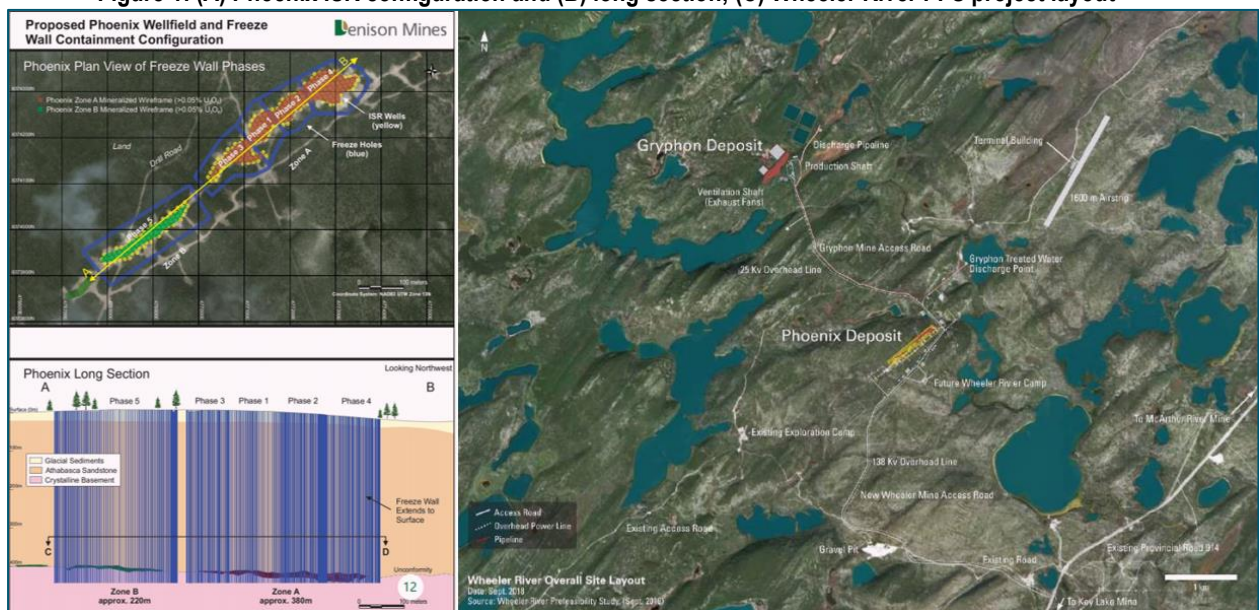 Figure 1: (A) Phoenix ISR configuration and (B) long section; (C) Wheeler River PFS project layout
Proposed Phoenix Wellfield and Freeze
Wall Containment Configuration
Denison Mines
Phoenix Plan View of Freeze Wall Phases
Phoenix Zone A Mineralized Wireframe (>0.05% U₃O₈)
Phoenix Zone B Mineralized Wireframe (>0.05% U₃O₈)
B
Phase 4
Phase 2
Phase 1
Phase 3
ISR Wells
(yellow)
Freeze Holes
(blue)
Land
Drill Road
Zone A
Phase 5
Zone B
A
0 100 meters
Phoenix Long Section
Looking Northwest
A
B
Phase 5
Phase 3
Phase 1
Phase 2
Phase 4
Surface (0m)
Glacial Sediments
Athabasca Sandstone
Crystalline Basement
Freeze Wall
Extends to
Surface
C
D
400m
Unconformity
Zone B
approx. 220m
Zone A
approx. 380m
12
0 100 meters
N
Gryphon Deposit
Discharge Pipeline
Production Shaft
Ventilation Shaft
(Exhaust Fans)
Terminal Building
1600 m Airstrip
Gryphon Mine Access Road
25 Kv Overhead Line
Gryphon Treated Water
Discharge Point
Phoenix Deposit
Future Wheeler River Camp
To McArthur River Mine
Existing Exploration Camp
138 Kv Overhead Line
New Wheeler Mine Access Road
Access Road
Overhead Power Line
Pipeline
Existing Access Road
Gravel Pit
Existing Road
Existing Provincial Road 914
Wheeler River Overall Site Layout
Date: Sept. 2018
Source: Wheeler River Prefeasibility Study, (Sept. 2018)
1 km
To Key Lake Mine